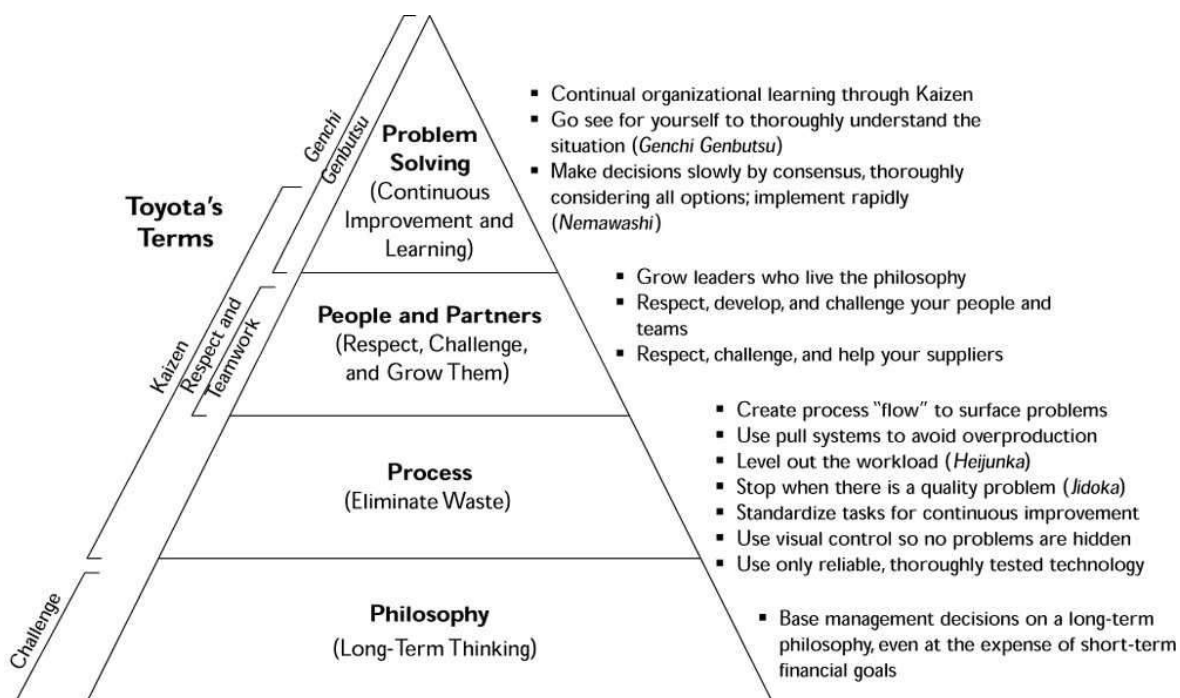 Toyota's
Terms
Genchi
Genbutsu
Kaizen
Respect and
Teamwork
Challenge
Problem
Solving
(Continuous
Improvement and
Learning)
▪ Continual organizational learning through Kaizen
▪ Go see for yourself to thoroughly understand the
situation (Genchi Genbutsu)
▪ Make decisions slowly by consensus, thoroughly
considering all options; implement rapidly
(Nemawashi)
People and Partners
(Respect, Challenge,
and Grow Them)
▪ Grow leaders who live the philosophy
▪ Respect, develop, and challenge your people and
teams
▪ Respect, challenge, and help your suppliers
Process
(Eliminate Waste)
▪ Create process "flow" to surface problems
▪ Use pull systems to avoid overproduction
▪ Level out the workload (Heijunka)
▪ Stop when there is a quality problem (Jidoka)
▪ Standardize tasks for continuous improvement
▪ Use visual control so no problems are hidden
▪ Use only reliable, thoroughly tested technology
Philosophy
(Long-Term Thinking)
▪ Base management decisions on a long-term
philosophy, even at the expense of short-term
financial goals